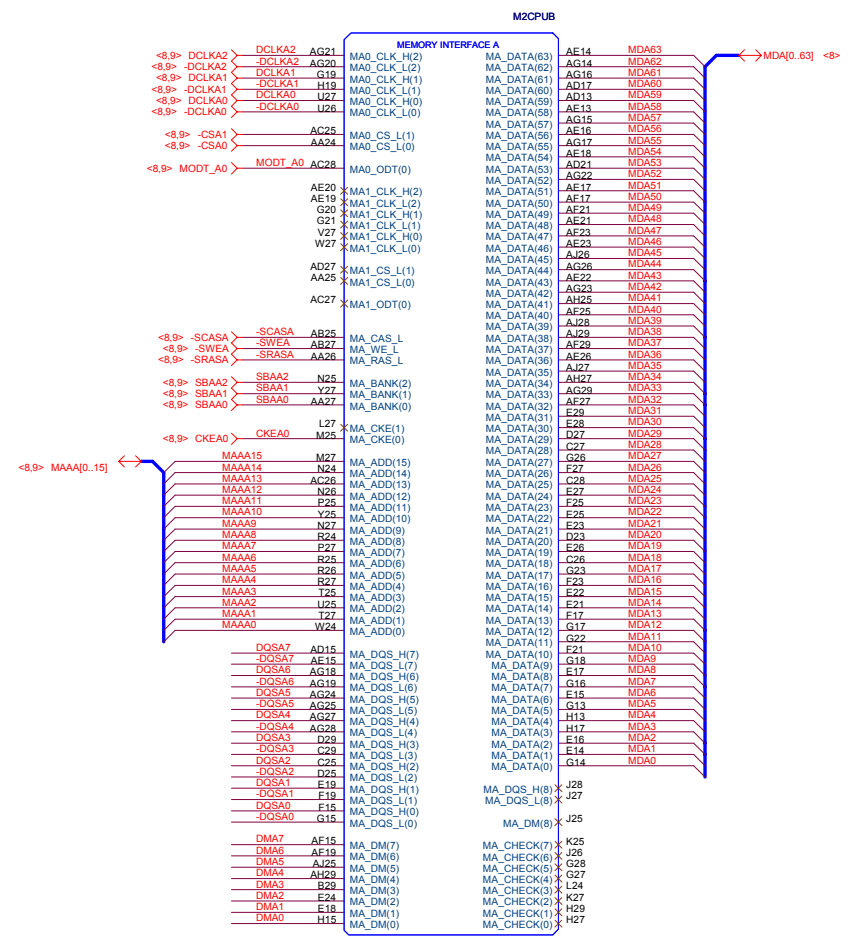 M2CPUB
MEMORY INTERFACE A
<8,9> DCLKA2 DCLKA2 AG21 MA0_CLK_H(2)
<8,9> -DCLKA2 -DCLKA2 AG20 MA0_CLK_L(2)
<8,9> DCLKA1 DCLKA1 G19 MA0_CLK_H(1)
<8,9> -DCLKA1 -DCLKA1 H19 MA0_CLK_L(1)
<8,9> DCLKA0 DCLKA0 U27 MA0_CLK_H(0)
<8,9> -DCLKA0 -DCLKA0 U26 MA0_CLK_L(0)
<8,9> -CSA1 AC25 MA0_CS_L(1)
<8,9> -CSA0 AA24 MA0_CS_L(0)
<8,9> MODT_A0 MODT_A0 AC28 MA0_ODT(0)
AE20 MA1_CLK_H(2)
AE19 MA1_CLK_L(2)
G20 MA1_CLK_H(1)
G21 MA1_CLK_L(1)
V27 MA1_CLK_H(0)
W27 MA1_CLK_L(0)
AD27 MA1_CS_L(1)
AA25 MA1_CS_L(0)
AC27 MA1_ODT(0)
<8,9> -SCASA -SCASA AB25 MA_CAS_L
<8,9> -SWEA -SWEA AB27 MA_WE_L
<8,9> -SRASA -SRASA AA26 MA_RAS_L
<8,9> SBAA2 SBAA2 N25 MA_BANK(2)
<8,9> SBAA1 SBAA1 Y27 MA_BANK(1)
<8,9> SBAA0 SBAA0 AA27 MA_BANK(0)
L27 MA_CKE(1)
<8,9> CKEA0 CKEA0 M25 MA_CKE(0)
<8,9> MAAA[0..15]
MAAA15 M27 MA_ADD(15)
MAAA14 N24 MA_ADD(14)
MAAA13 AC26 MA_ADD(13)
MAAA12 N26 MA_ADD(12)
MAAA11 P25 MA_ADD(11)
MAAA10 Y25 MA_ADD(10)
MAAA9 N27 MA_ADD(9)
MAAA8 R24 MA_ADD(8)
MAAA7 P27 MA_ADD(7)
MAAA6 R25 MA_ADD(6)
MAAA5 R26 MA_ADD(5)
MAAA4 R27 MA_ADD(4)
MAAA3 T25 MA_ADD(3)
MAAA2 U25 MA_ADD(2)
MAAA1 T27 MA_ADD(1)
MAAA0 W24 MA_ADD(0)
DQSA7 AD15 MA_DQS_H(7)
-DQSA7 AE15 MA_DQS_L(7)
DQSA6 AG18 MA_DQS_H(6)
-DQSA6 AG19 MA_DQS_L(6)
DQSA5 AG24 MA_DQS_H(5)
-DQSA5 AG25 MA_DQS_L(5)
DQSA4 AG27 MA_DQS_H(4)
-DQSA4 AG28 MA_DQS_L(4)
DQSA3 D29 MA_DQS_H(3)
-DQSA3 C29 MA_DQS_L(3)
DQSA2 C25 MA_DQS_H(2)
-DQSA2 D25 MA_DQS_L(2)
DQSA1 E19 MA_DQS_H(1)
-DQSA1 F19 MA_DQS_L(1)
DQSA0 F15 MA_DQS_H(0)
-DQSA0 G15 MA_DQS_L(0)
DMA7 AF15 MA_DM(7)
DMA6 AF19 MA_DM(6)
DMA5 AJ25 MA_DM(5)
DMA4 AH29 MA_DM(4)
DMA3 B29 MA_DM(3)
DMA2 E24 MA_DM(2)
DMA1 E18 MA_DM(1)
DMA0 H15 MA_DM(0)
MA_DATA(63) AE14 MDA63
MDA[0..63] <8>
MA_DATA(62) AG14 MDA62
MA_DATA(61) AG16 MDA61
MA_DATA(60) AD17 MDA60
MA_DATA(59) AD13 MDA59
MA_DATA(58) AE13 MDA58
MA_DATA(57) AG15 MDA57
MA_DATA(56) AE16 MDA56
MA_DATA(55) AG17 MDA55
MA_DATA(54) AE18 MDA54
MA_DATA(53) AD21 MDA53
MA_DATA(52) AG22 MDA52
MA_DATA(51) AE17 MDA51
MA_DATA(50) AF17 MDA50
MA_DATA(49) AF21 MDA49
MA_DATA(48) AE21 MDA48
MA_DATA(47) AF23 MDA47
MA_DATA(46) AE23 MDA46
MA_DATA(45) AJ26 MDA45
MA_DATA(44) AG26 MDA44
MA_DATA(43) AE22 MDA43
MA_DATA(42) AG23 MDA42
MA_DATA(41) AH25 MDA41
MA_DATA(40) AF25 MDA40
MA_DATA(39) AJ28 MDA39
MA_DATA(38) AJ29 MDA38
MA_DATA(37) AF29 MDA37
MA_DATA(36) AE26 MDA36
MA_DATA(35) AJ27 MDA35
MA_DATA(34) AH27 MDA34
MA_DATA(33) AG29 MDA33
MA_DATA(32) AF27 MDA32
MA_DATA(31) E29 MDA31
MA_DATA(30) E28 MDA30
MA_DATA(29) D27 MDA29
MA_DATA(28) C27 MDA28
MA_DATA(27) G26 MDA27
MA_DATA(26) F27 MDA26
MA_DATA(25) C28 MDA25
MA_DATA(24) E27 MDA24
MA_DATA(23) F25 MDA23
MA_DATA(22) E25 MDA22
MA_DATA(21) E23 MDA21
MA_DATA(20) D23 MDA20
MA_DATA(19) E26 MDA19
MA_DATA(18) C26 MDA18
MA_DATA(17) G23 MDA17
MA_DATA(16) F23 MDA16
MA_DATA(15) E22 MDA15
MA_DATA(14) E21 MDA14
MA_DATA(13) F17 MDA13
MA_DATA(12) G17 MDA12
MA_DATA(11) G22 MDA11
MA_DATA(10) F21 MDA10
MA_DATA(9) G18 MDA9
MA_DATA(8) E17 MDA8
MA_DATA(7) G16 MDA7
MA_DATA(6) E15 MDA6
MA_DATA(5) G13 MDA5
MA_DATA(4) H13 MDA4
MA_DATA(3) H17 MDA3
MA_DATA(2) E16 MDA2
MA_DATA(1) E14 MDA1
MA_DATA(0) G14 MDA0
MA_DQS_H(8) J28
MA_DQS_L(8) J27
MA_DM(8) J25
MA_CHECK(7) K25
MA_CHECK(6) J26
MA_CHECK(5) G28
MA_CHECK(4) G27
MA_CHECK(3) L24
MA_CHECK(2) K27
MA_CHECK(1) H29
MA_CHECK(0) H27